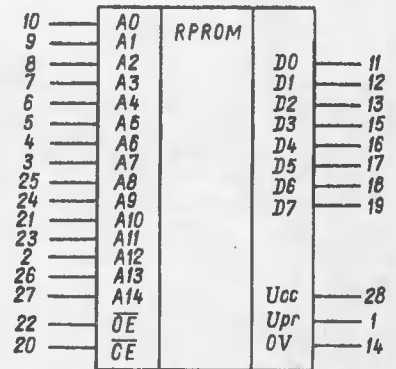 10 A0 RPROM
9 A1
8 A2 D0 11
7 A3 D1 12
6 A4 D2 13
5 A5 D3 15
4 A6 D4 16
3 A7 D5 17
25 A8 D6 18
24 A9 D7 19
21 A10
23 A11
2 A12
26 A13
27 A14 Ucc 28
22 O̅E̅ Upr 1
20 C̅E̅ 0V 14